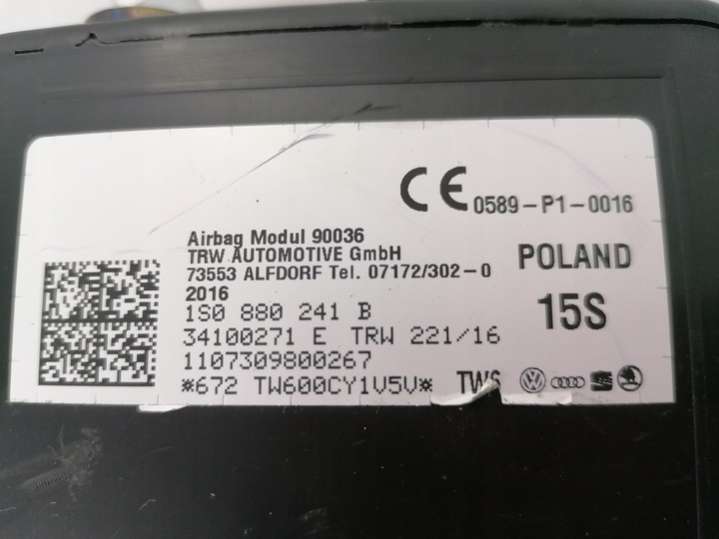 CE 0589-P1-0016
Airbag Modul 90036
TRW AUTOMOTIVE GmbH
73553 ALFDORF Tel. 07172/302-0
2016
POLAND
15S
1S0 880 241 B
34100271 E TRW 221/16
1107309800267
*672 TW600CY1V5V* TWS